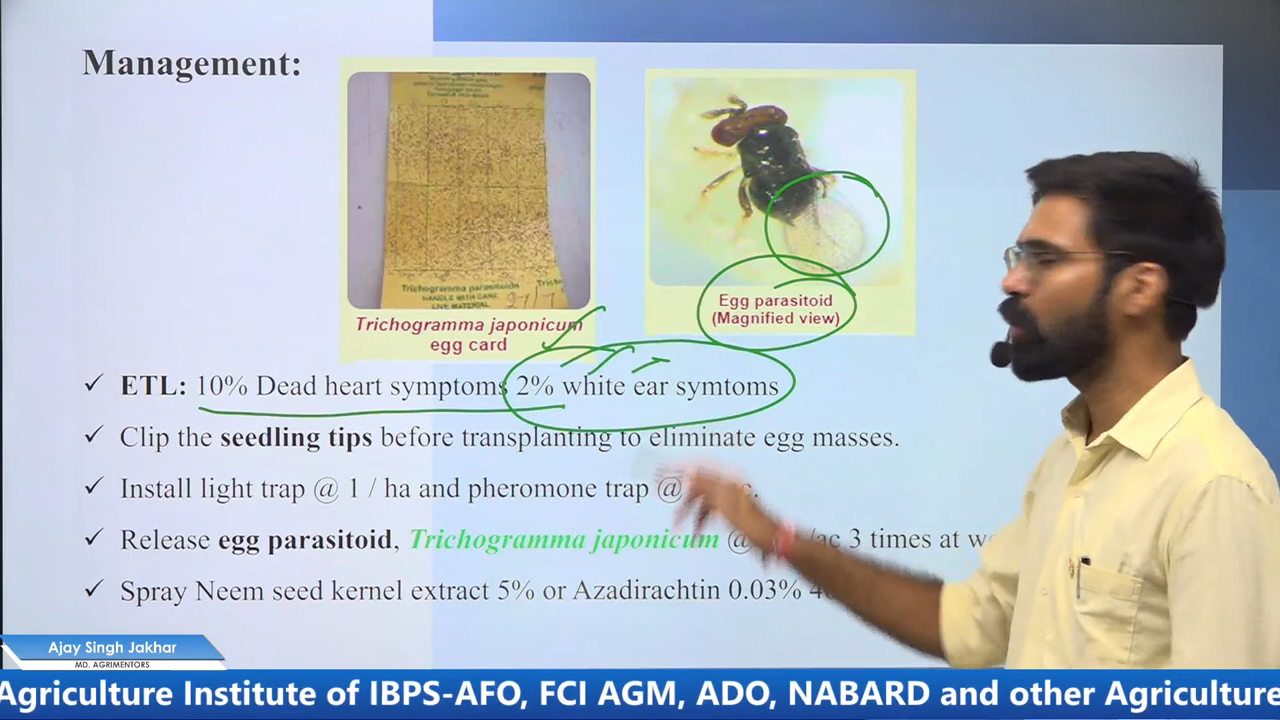 Management:
Trichogramma parasitoids
HANDLE WITH CARE
LIVE MATERIAL
Trichogramma japonicum
egg card
Egg parasitoid
(Magnified view)
✓ ETL: 10% Dead heart symptoms 2% white ear symtoms
✓ Clip the seedling tips before transplanting to eliminate egg masses.
✓ Install light trap @ 1 / ha and pheromone trap @
✓ Release egg parasitoid, Trichogramma japonicum @ /ac 3 times at
✓ Spray Neem seed kernel extract 5% or Azadirachtin 0.03%
Ajay Singh Jakhar
MD. AGRIMENTORS
Agriculture Institute of IBPS-AFO, FCI AGM, ADO, NABARD and other Agriculture